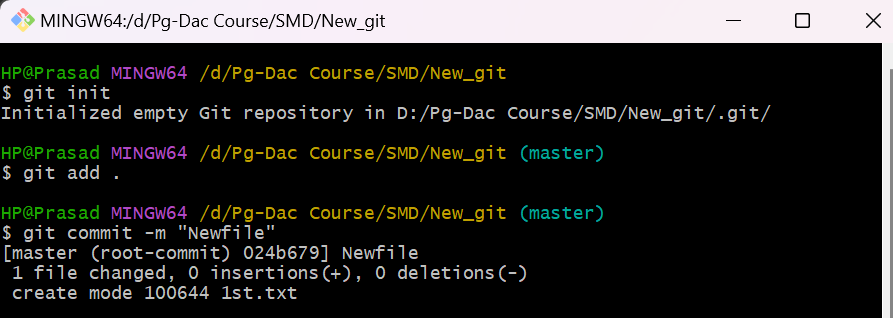 MINGW64:/d/Pg-Dac Course/SMD/New_git
HP@Prasad MINGW64 /d/Pg-Dac Course/SMD/New_git
$ git init
Initialized empty Git repository in D:/Pg-Dac Course/SMD/New_git/.git/
HP@Prasad MINGW64 /d/Pg-Dac Course/SMD/New_git (master)
$ git add .
HP@Prasad MINGW64 /d/Pg-Dac Course/SMD/New_git (master)
$ git commit -m "Newfile"
[master (root-commit) 024b679] Newfile
 1 file changed, 0 insertions(+), 0 deletions(-)
 create mode 100644 1st.txt